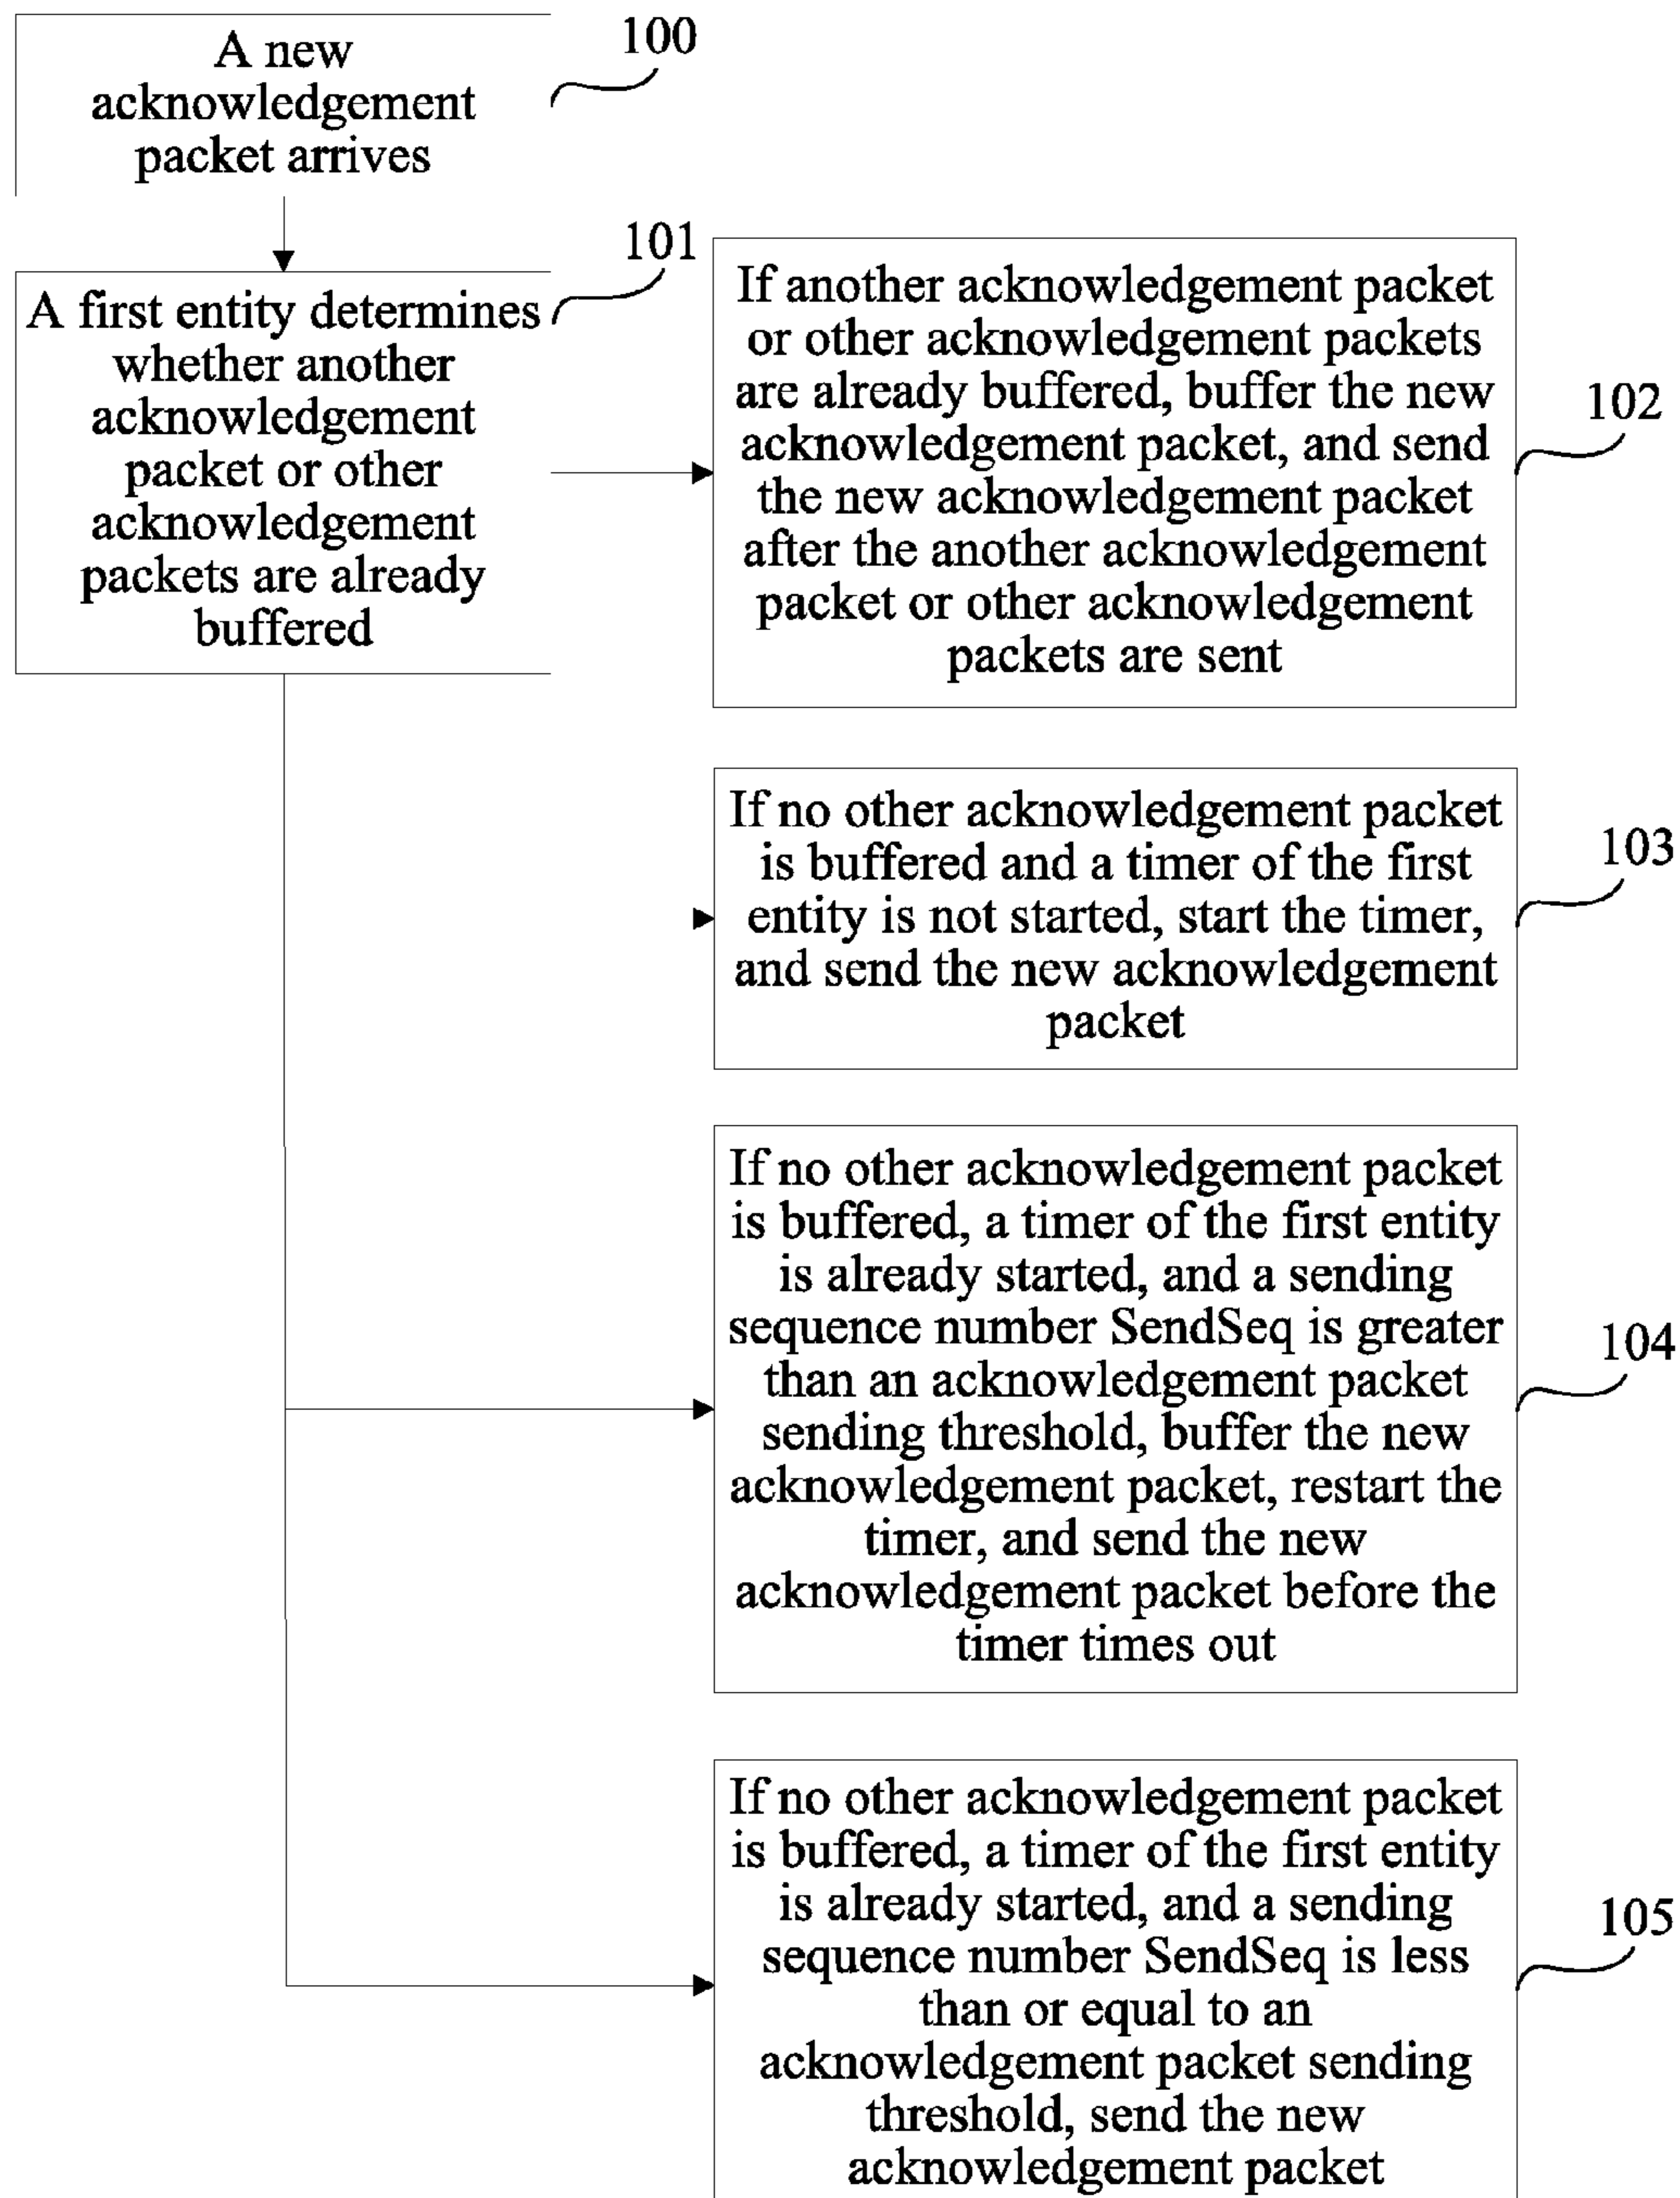 A new
acknowledgement
packet arrives
100
A first entity determines
whether another
acknowledgement
packet or other
acknowledgement
packets are already
buffered
101
If another acknowledgement packet
or other acknowledgement packets
are already buffered, buffer the new
acknowledgement packet, and send
the new acknowledgement packet
after the another acknowledgement
packet or other acknowledgement
packets are sent
102
If no other acknowledgement packet
is buffered and a timer of the first
entity is not started, start the timer,
and send the new acknowledgement
packet
103
If no other acknowledgement packet
is buffered, a timer of the first entity
is already started, and a sending
sequence number SendSeq is greater
than an acknowledgement packet
sending threshold, buffer the new
acknowledgement packet, restart the
timer, and send the new
acknowledgement packet before the
timer times out
104
If no other acknowledgement packet
is buffered, a timer of the first entity
is already started, and a sending
sequence number SendSeq is less
than or equal to an
acknowledgement packet sending
threshold, send the new
acknowledgement packet
105